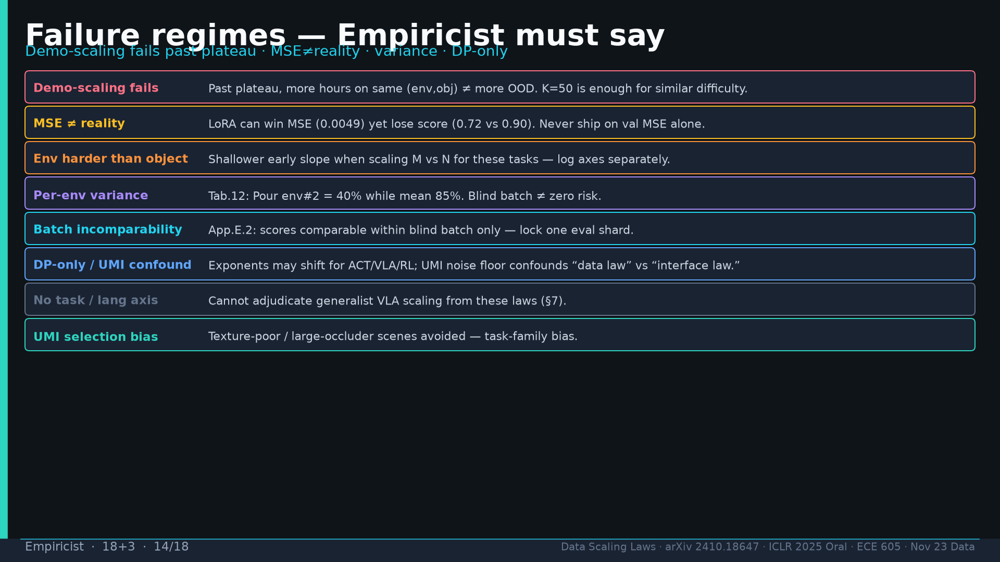 Failure regimes — Empiricist must say
Demo-scaling fails past plateau · MSE≠reality · variance · DP-only
Demo-scaling fails Past plateau, more hours on same (env,obj) ≠ more OOD. K=50 is enough for similar difficulty.
MSE ≠ reality LoRA can win MSE (0.0049) yet lose score (0.72 vs 0.90). Never ship on val MSE alone.
Env harder than object Shallower early slope when scaling M vs N for these tasks — log axes separately.
Per-env variance Tab.12: Pour env#2 = 40% while mean 85%. Blind batch ≠ zero risk.
Batch incomparability App.E.2: scores comparable within blind batch only — lock one eval shard.
DP-only / UMI confound Exponents may shift for ACT/VLA/RL; UMI noise floor confounds “data law” vs “interface law.”
No task / lang axis Cannot adjudicate generalist VLA scaling from these laws (§7).
UMI selection bias Texture-poor / large-occluder scenes avoided — task-family bias.
Empiricist · 18+3 · 14/18
Data Scaling Laws · arXiv 2410.18647 · ICLR 2025 Oral · ECE 605 · Nov 23 Data